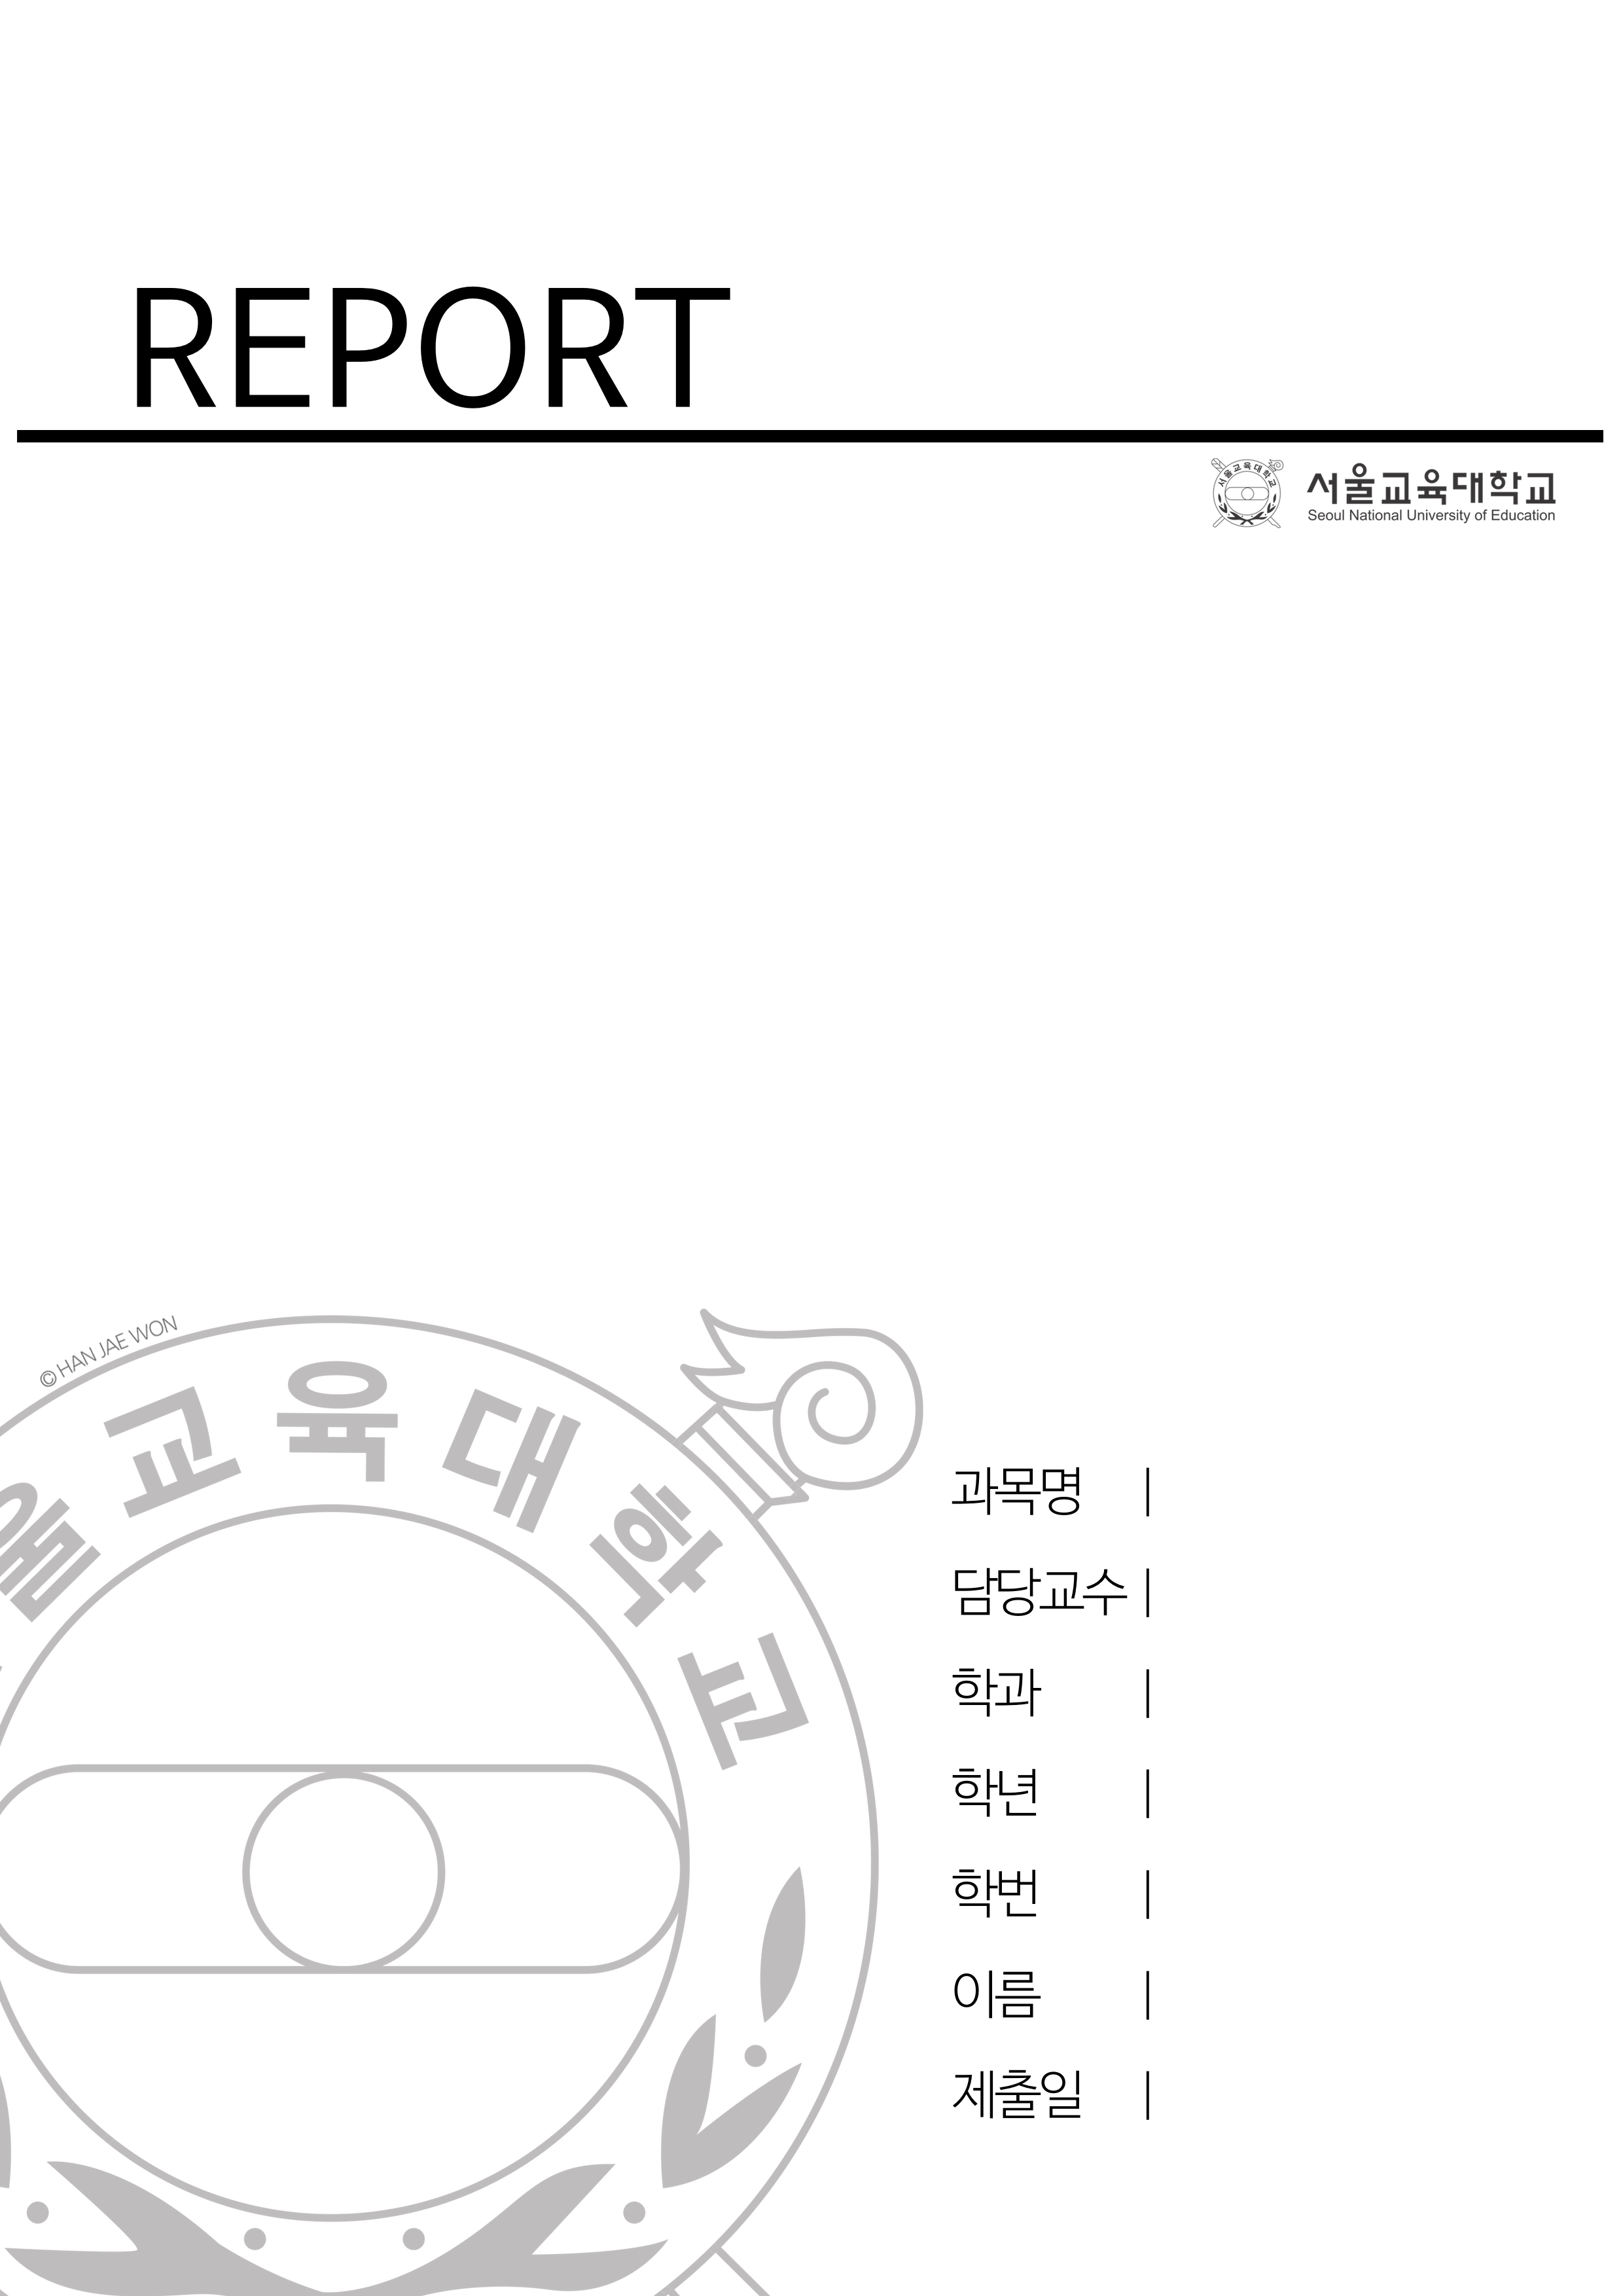 REPORT
서울교육대학교
서울교육대학교
Seoul National University of Education
© HAN JAE WON
울교육대학교
과목명 |
담당교수 |
학과 |
학년 |
학번 |
이름 |
제출일 |